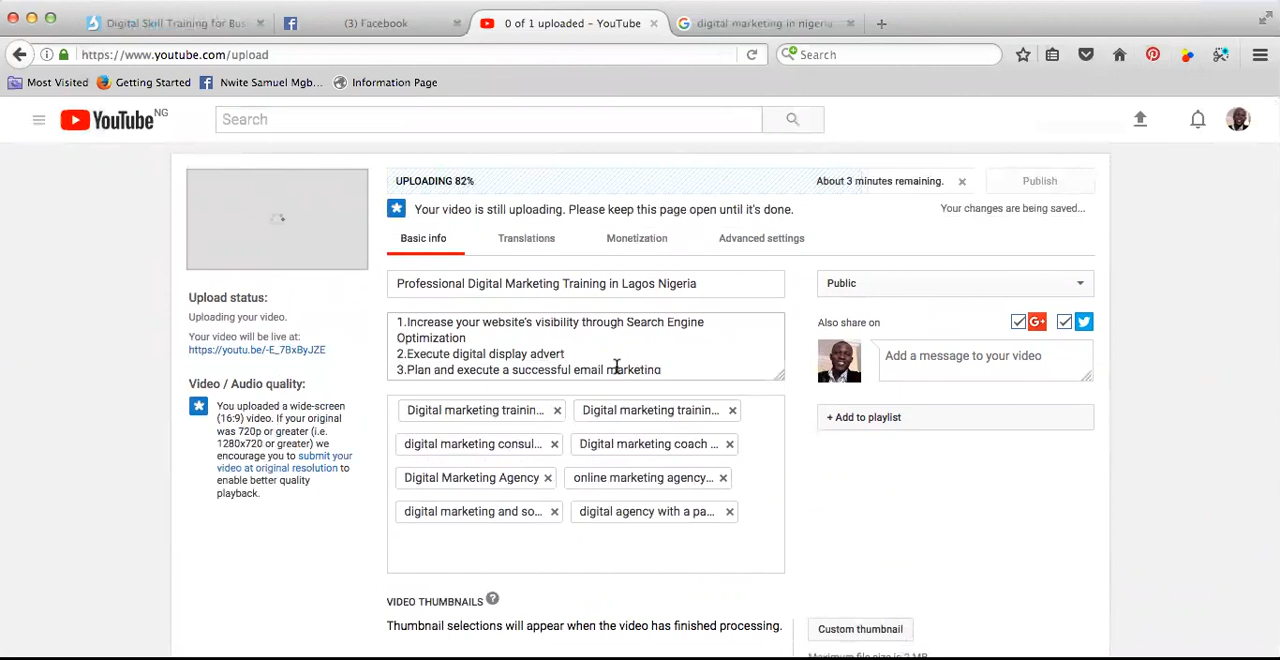 Digital Skill Training for Bus
(3) Facebook
0 of 1 uploaded - YouTube
digital marketing in nigeria
https://www.youtube.com/upload
Search
Most Visited
Getting Started
Nwite Samuel Mgb...
Information Page
YouTube NG
Search
UPLOADING 82%
About 3 minutes remaining.
Publish
Your video is still uploading. Please keep this page open until it's done.
Your changes are being saved...
Basic info
Translations
Monetization
Advanced settings
Professional Digital Marketing Training in Lagos Nigeria
Public
1.Increase your website's visibility through Search Engine
Optimization
2.Execute digital display advert
3.Plan and execute a successful email marketing
Also share on
Add a message to your video
+ Add to playlist
Upload status:
Uploading your video.
Your video will be live at:
https://youtu.be/-E_78xByJZE
Video / Audio quality:
You uploaded a wide-screen
(16:9) video. If your original
was 720p or greater (i.e.
1280x720 or greater) we
encourage you to submit your
video at original resolution to
enable better quality
playback.
Digital marketing trainin...
Digital marketing trainin...
digital marketing consul...
Digital marketing coach ...
Digital Marketing Agency
online marketing agency...
digital marketing and so...
digital agency with a pa...
VIDEO THUMBNAILS
Thumbnail selections will appear when the video has finished processing.
Custom thumbnail
Maximum file size is 2 MB